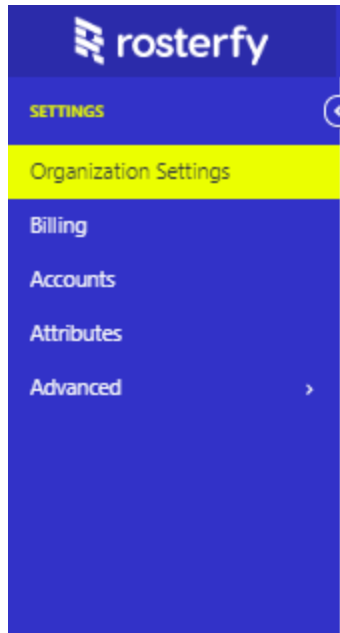 rosterfy
SETTINGS
Organization Settings
Billing
Accounts
Attributes
Advanced